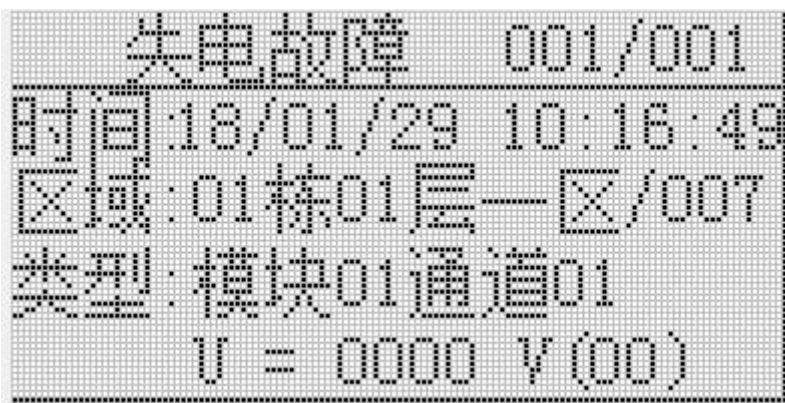 失电故障 001/001
时间:18/01/29 10:16:49
区域:01栋01层一区/007
类型:模块01通道01
U = 0000 V(00)